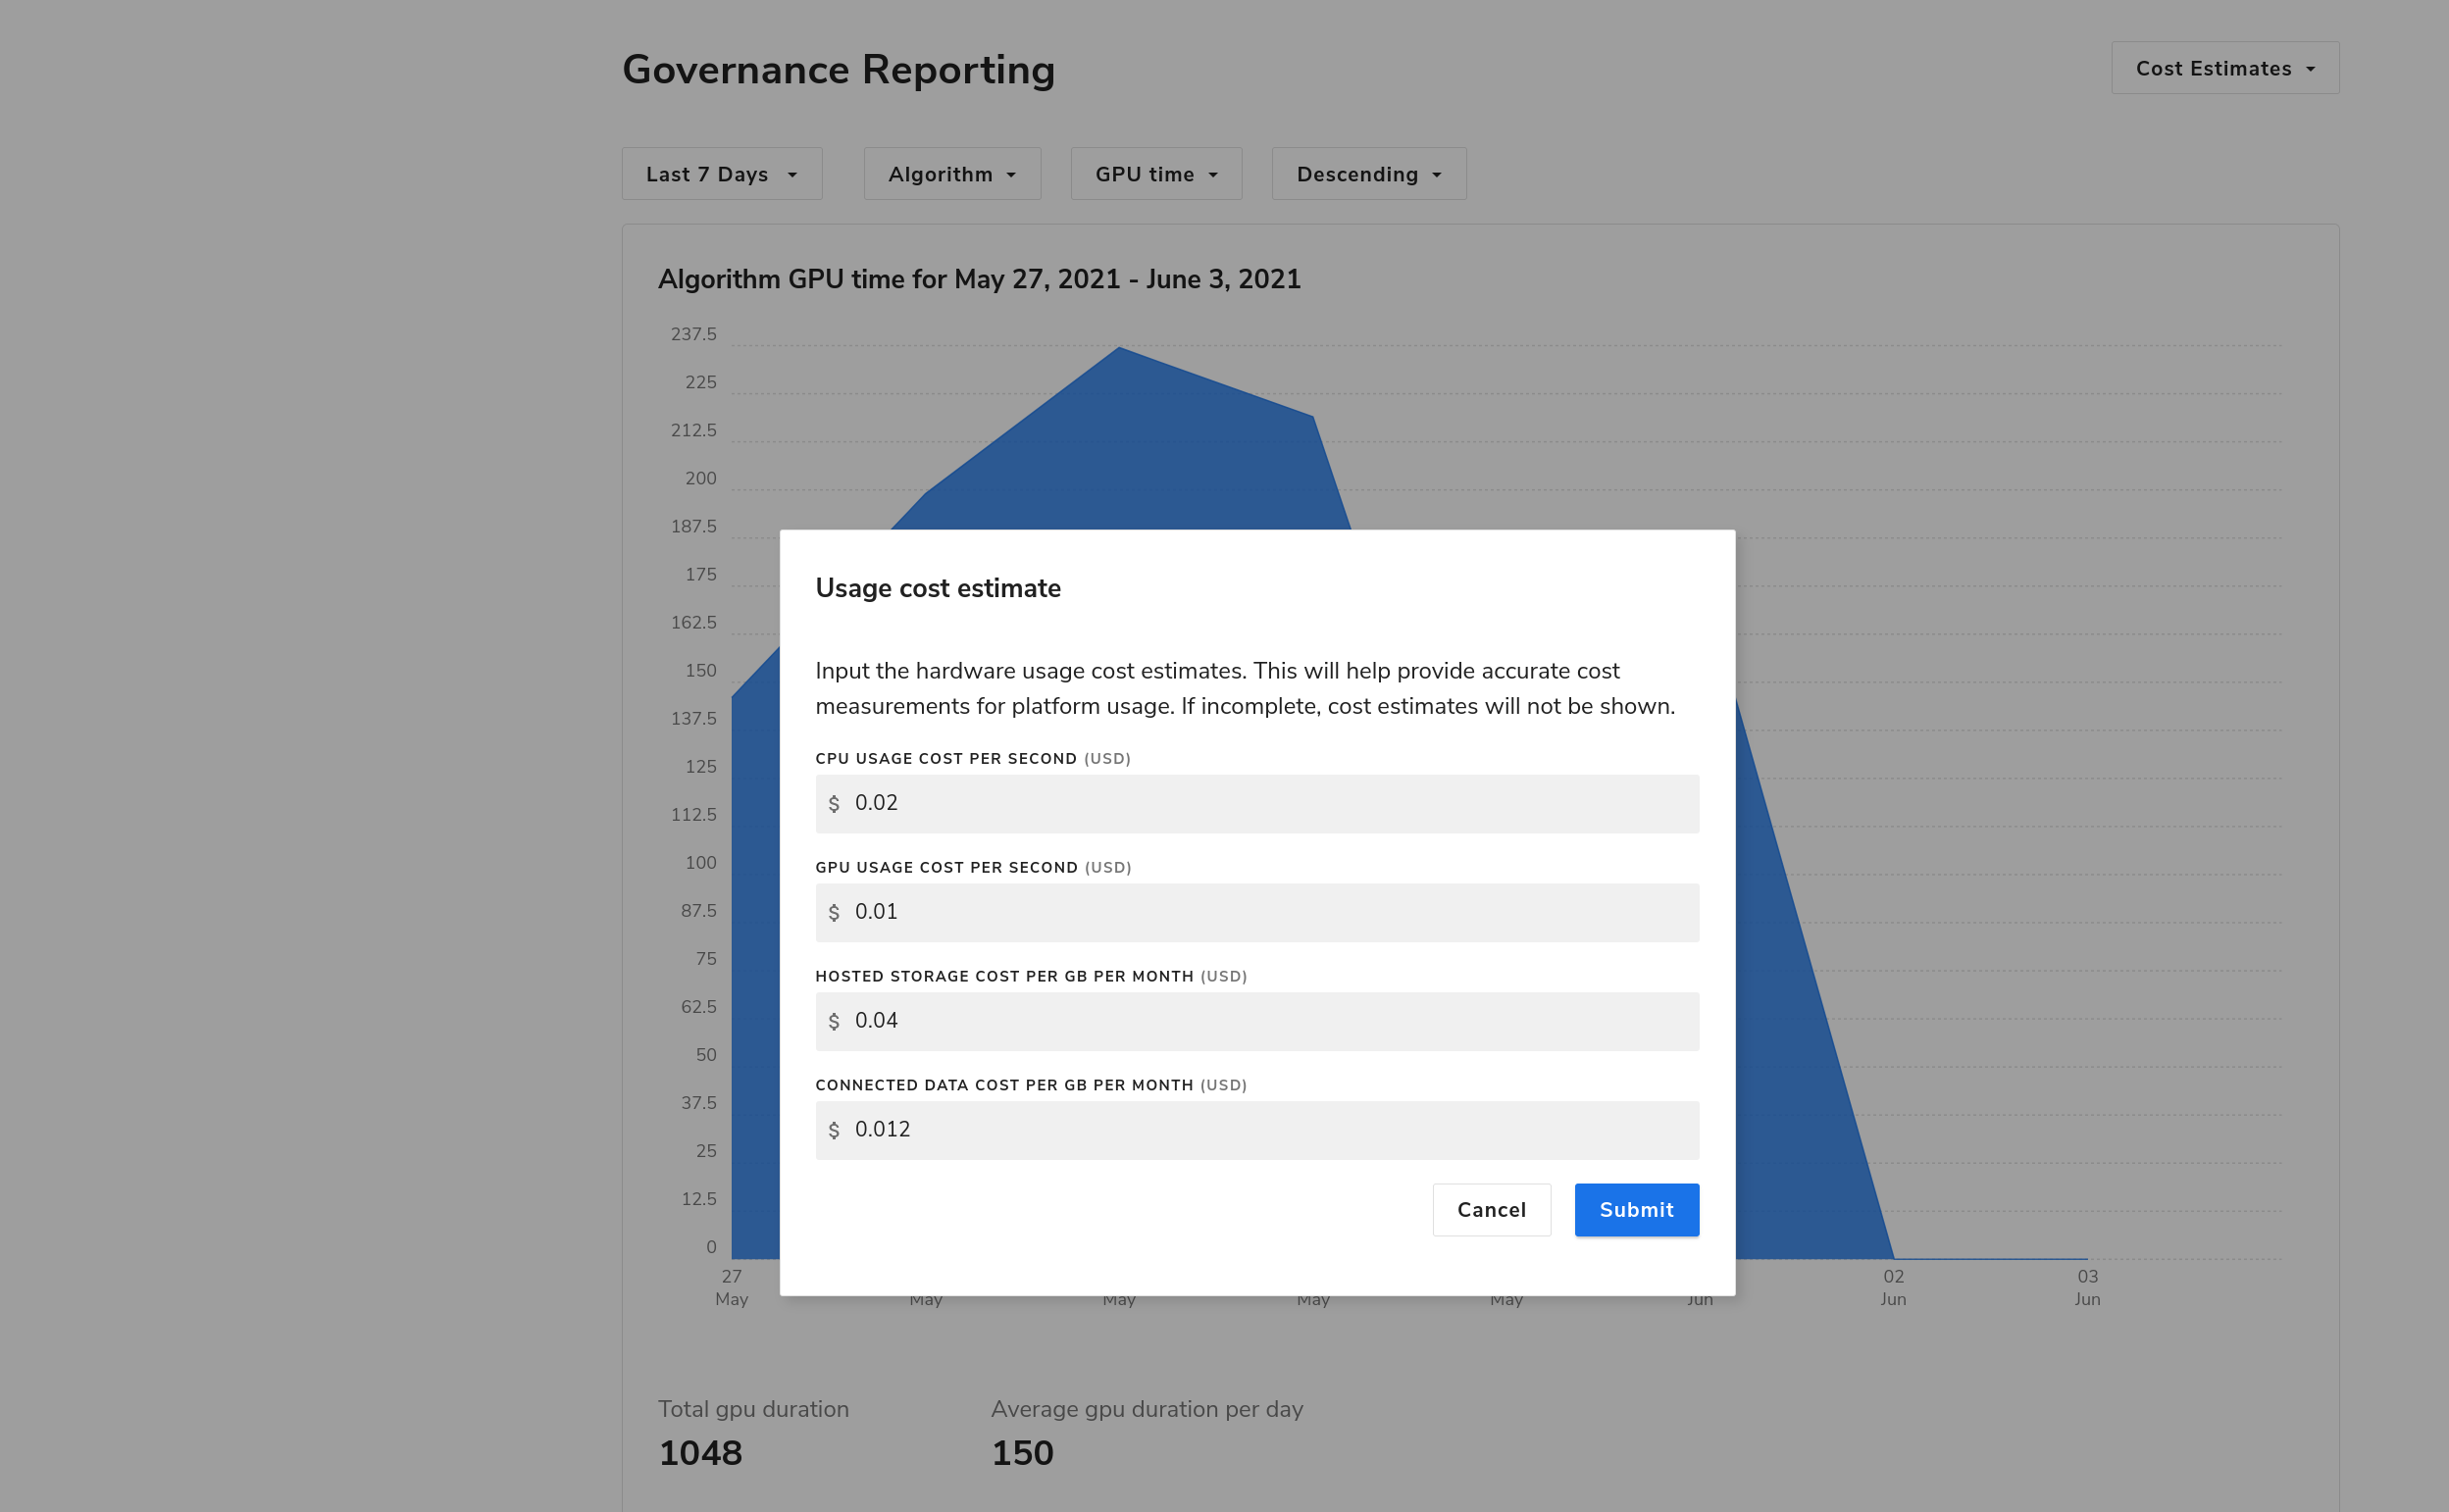 Governance Reporting
Cost Estimates
Last 7 Days
Algorithm
GPU time
Descending
Algorithm GPU time for May 27, 2021 - June 3, 2021
237.5
225
212.5
200
187.5
175
162.5
150
137.5
125
112.5
100
87.5
75
62.5
50
37.5
25
12.5
0
Usage cost estimate
Input the hardware usage cost estimates. This will help provide accurate cost
measurements for platform usage. If incomplete, cost estimates will not be shown.
CPU USAGE COST PER SECOND (USD)
$ 0.02
GPU USAGE COST PER SECOND (USD)
$ 0.01
HOSTED STORAGE COST PER GB PER MONTH (USD)
$ 0.04
CONNECTED DATA COST PER GB PER MONTH (USD)
$ 0.012
Cancel
Submit
27 02 03
May May May May May Jun Jun Jun
Total gpu duration
1048
Average gpu duration per day
150